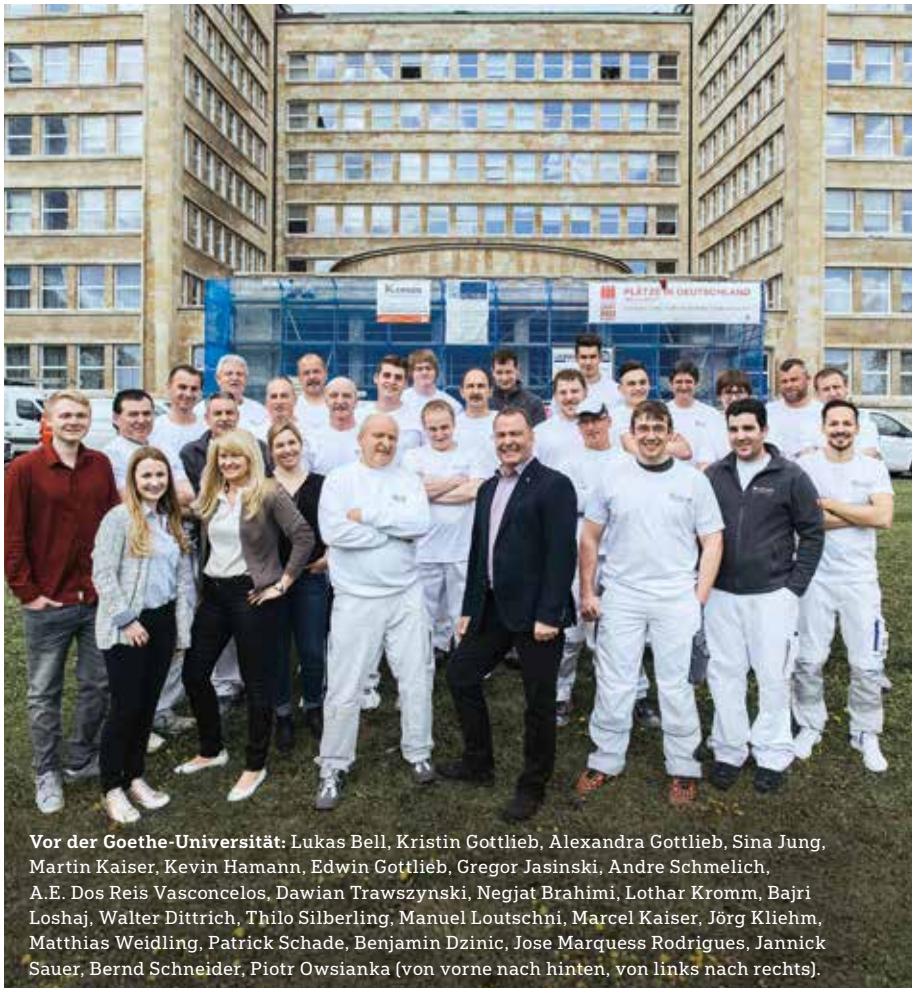 PLÄTZE IN DEUTSCHLAND
Vor der Goethe-Universität: Lukas Bell, Kristin Gottlieb, Alexandra Gottlieb, Sina Jung,
Martin Kaiser, Kevin Hamann, Edwin Gottlieb, Gregor Jasinski, Andre Schmelich,
A.E. Dos Reis Vasconcelos, Dawian Trawszynski, Negjat Brahimi, Lothar Kromm, Bajri
Loshaj, Walter Dittrich, Thilo Silberling, Manuel Loutschni, Marcel Kaiser, Jörg Kliehm,
Matthias Weidling, Patrick Schade, Benjamin Dzinic, Jose Marquess Rodrigues, Jannick
Sauer, Bernd Schneider, Piotr Owsianka (von vorne nach hinten, von links nach rechts).